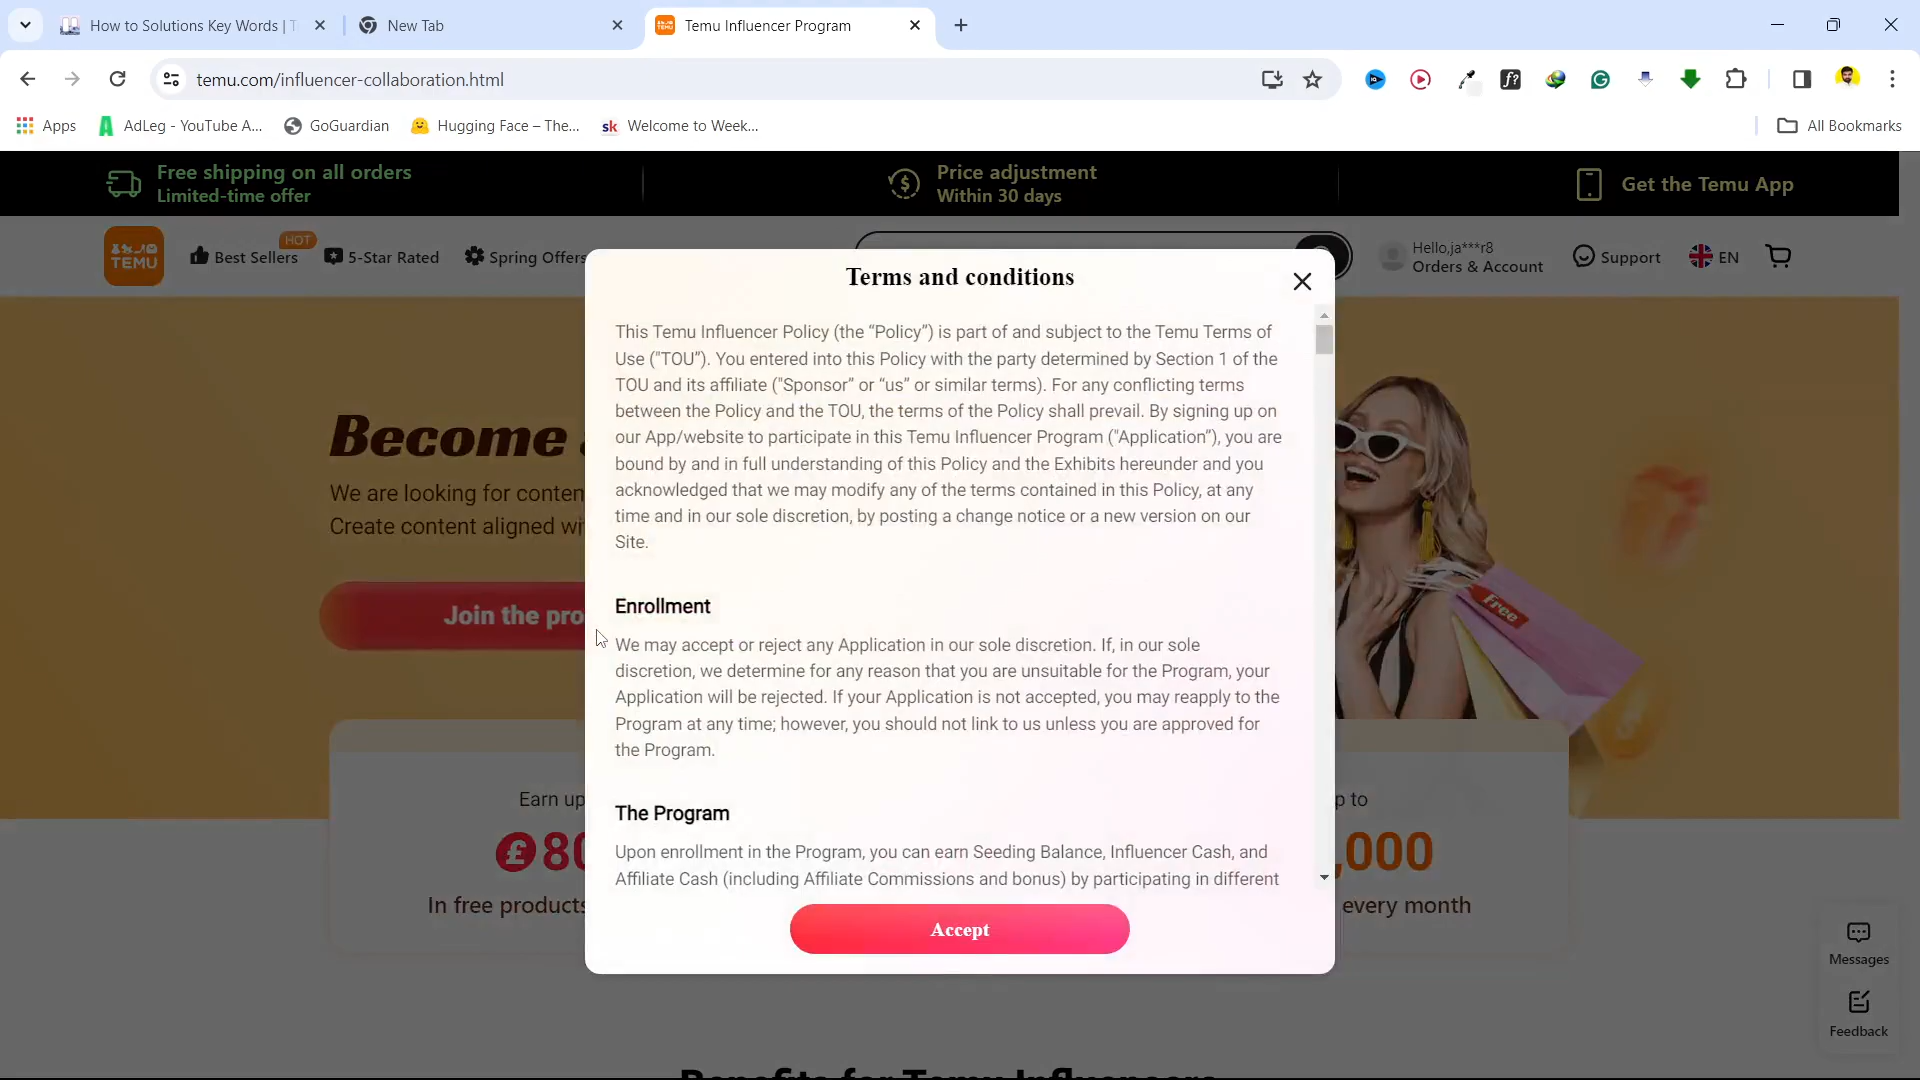 How to Solutions Key Words | T
New Tab
Temu Influencer Program
temu.com/influencer-collaboration.html
Apps
AdLeg - YouTube A...
GoGuardian
Hugging Face – The...
sk
Welcome to Week...
All Bookmarks
Free shipping on all orders
Limited-time offer
Price adjustment
Within 30 days
Get the Temu App
TEMU
Best Sellers
HOT
5-Star Rated
Spring Offers
Hello,ja***r8
Orders & Account
Support
EN
Become
We are looking for conten
Create content aligned wi
Join the pro
Free
Terms and conditions
This Temu Influencer Policy (the “Policy”) is part of and subject to the Temu Terms of
Use ("TOU”). You entered into this Policy with the party determined by Section 1 of the
TOU and its affiliate ("Sponsor” or “us” or similar terms). For any conflicting terms
between the Policy and the TOU, the terms of the Policy shall prevail. By signing up on
our App/website to participate in this Temu Influencer Program ("Application”), you are
bound by and in full understanding of this Policy and the Exhibits hereunder and you
acknowledged that we may modify any of the terms contained in this Policy, at any
time and in our sole discretion, by posting a change notice or a new version on our
Site.
Enrollment
We may accept or reject any Application in our sole discretion. If, in our sole
discretion, we determine for any reason that you are unsuitable for the Program, your
Application will be rejected. If your Application is not accepted, you may reapply to the
Program at any time; however, you should not link to us unless you are approved for
the Program.
The Program
Upon enrollment in the Program, you can earn Seeding Balance, Influencer Cash, and
Affiliate Cash (including Affiliate Commissions and bonus) by participating in different
Accept
Earn up
£80
In free products
p to
,000
every month
Messages
Feedback
Benefits for Temu Influencers